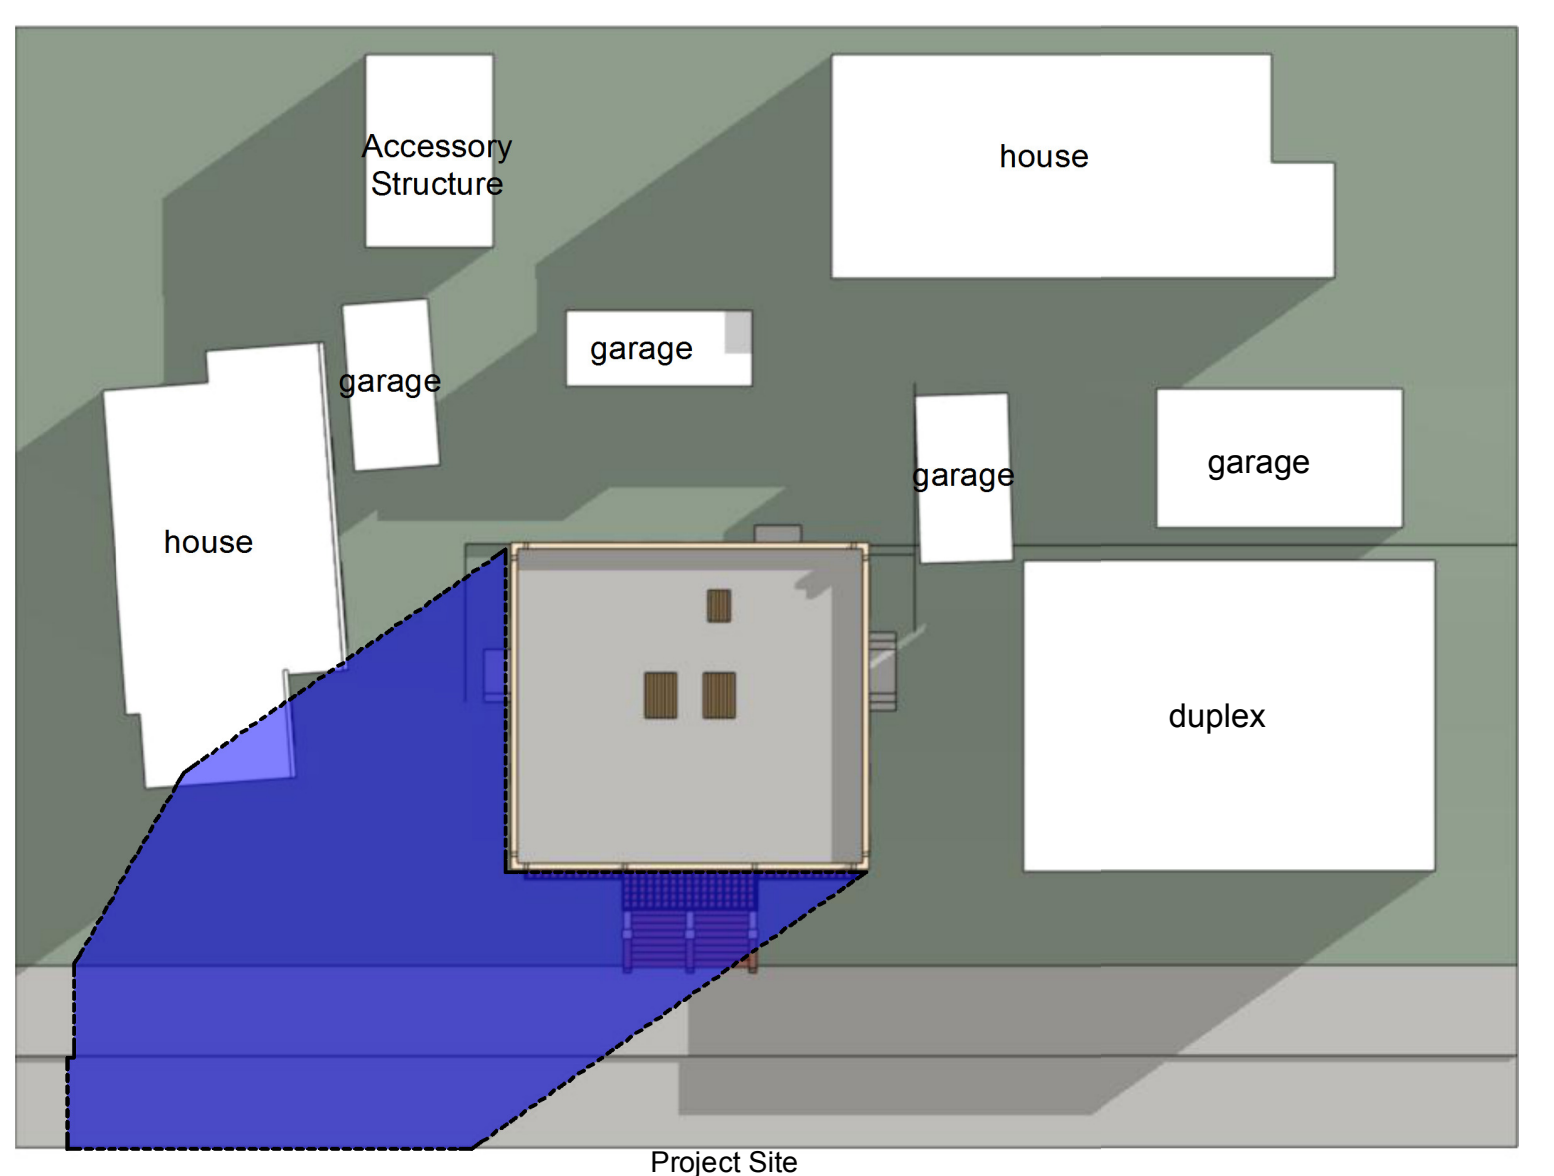 Accessory
Structure
house
garage
garage
garage
garage
house
duplex
Project Site